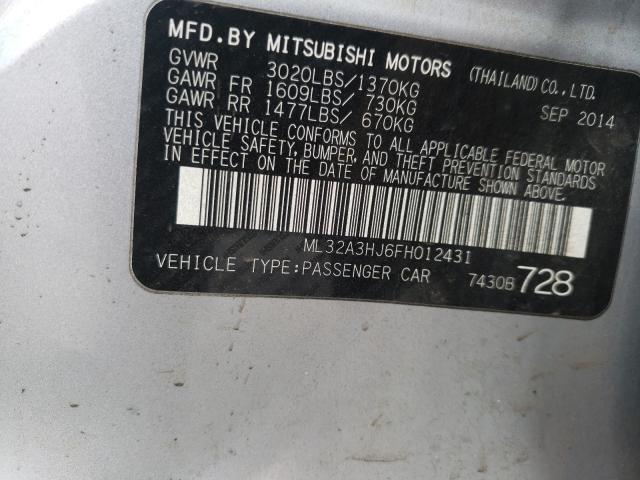 MFD.BY MITSUBISHI MOTORS (THAILAND) CO., LTD.
GVWR 3020LBS/1370KG SEP 2014
GAWR FR 1609LBS/ 730KG
GAWR RR 1477LBS/ 670KG
THIS VEHICLE CONFORMS TO ALL APPLICABLE FEDERAL MOTOR
VEHICLE SAFETY, BUMPER, AND THEFT PREVENTION STANDARDS
IN EFFECT ON THE DATE OF MANUFACTURE SHOWN ABOVE.
ML32A3HJ6FH012431
VEHICLE TYPE:PASSENGER CAR 7430B 728